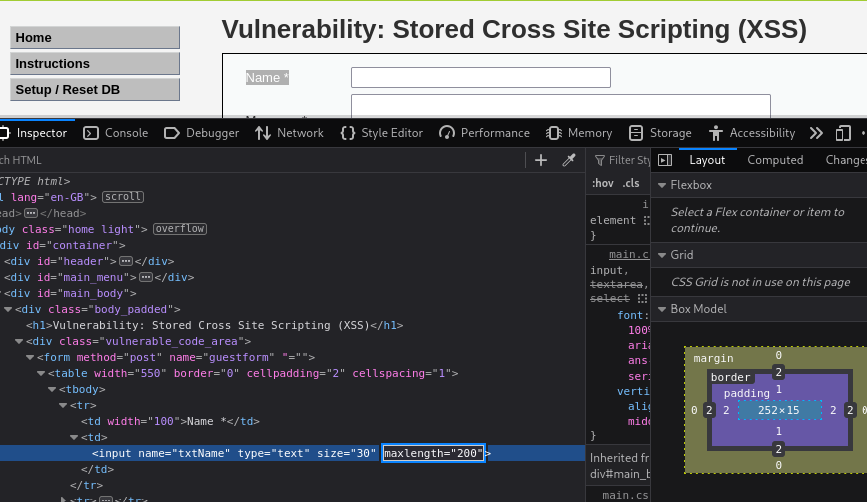 Vulnerability: Stored Cross Site Scripting (XSS)
Home
Instructions
Setup / Reset DB
Name *
Inspector Console Debugger Network Style Editor Performance Memory Storage Accessibility
ch HTML
Filter Sty
Layout Computed Changes
:hov .cls
CTYPE html>
l lang="en-GB"> scroll
ead> </head>
ody class="home light"> overflow
div id="container">
<div id="header"> </div>
<div id="main_menu"> </div>
<div id="main_body">
<div class="body_padded">
<h1>Vulnerability: Stored Cross Site Scripting (XSS)</h1>
<div class="vulnerable_code_area">
<form method="post" name="guestform" "="">
<table width="550" border="0" cellpadding="2" cellspacing="1">
<tbody>
<tr>
<td width="100">Name *</td>
<td>
<input name="txtName" type="text" size="30" maxlength="200">
</td>
</tr>
<tr> </tr>
i
element
}
main.c
input,
textarea,
select
font:
100%
aria
ans-
seri
verti
alig
midd
}
Inherited from
div#main_b
main.cs
Flexbox
Select a Flex container or item to
continue.
Grid
CSS Grid is not in use on this page
Box Model
margin 0
border 2
padding 1
0 2 2 252×15 2 2 0
1
2
0